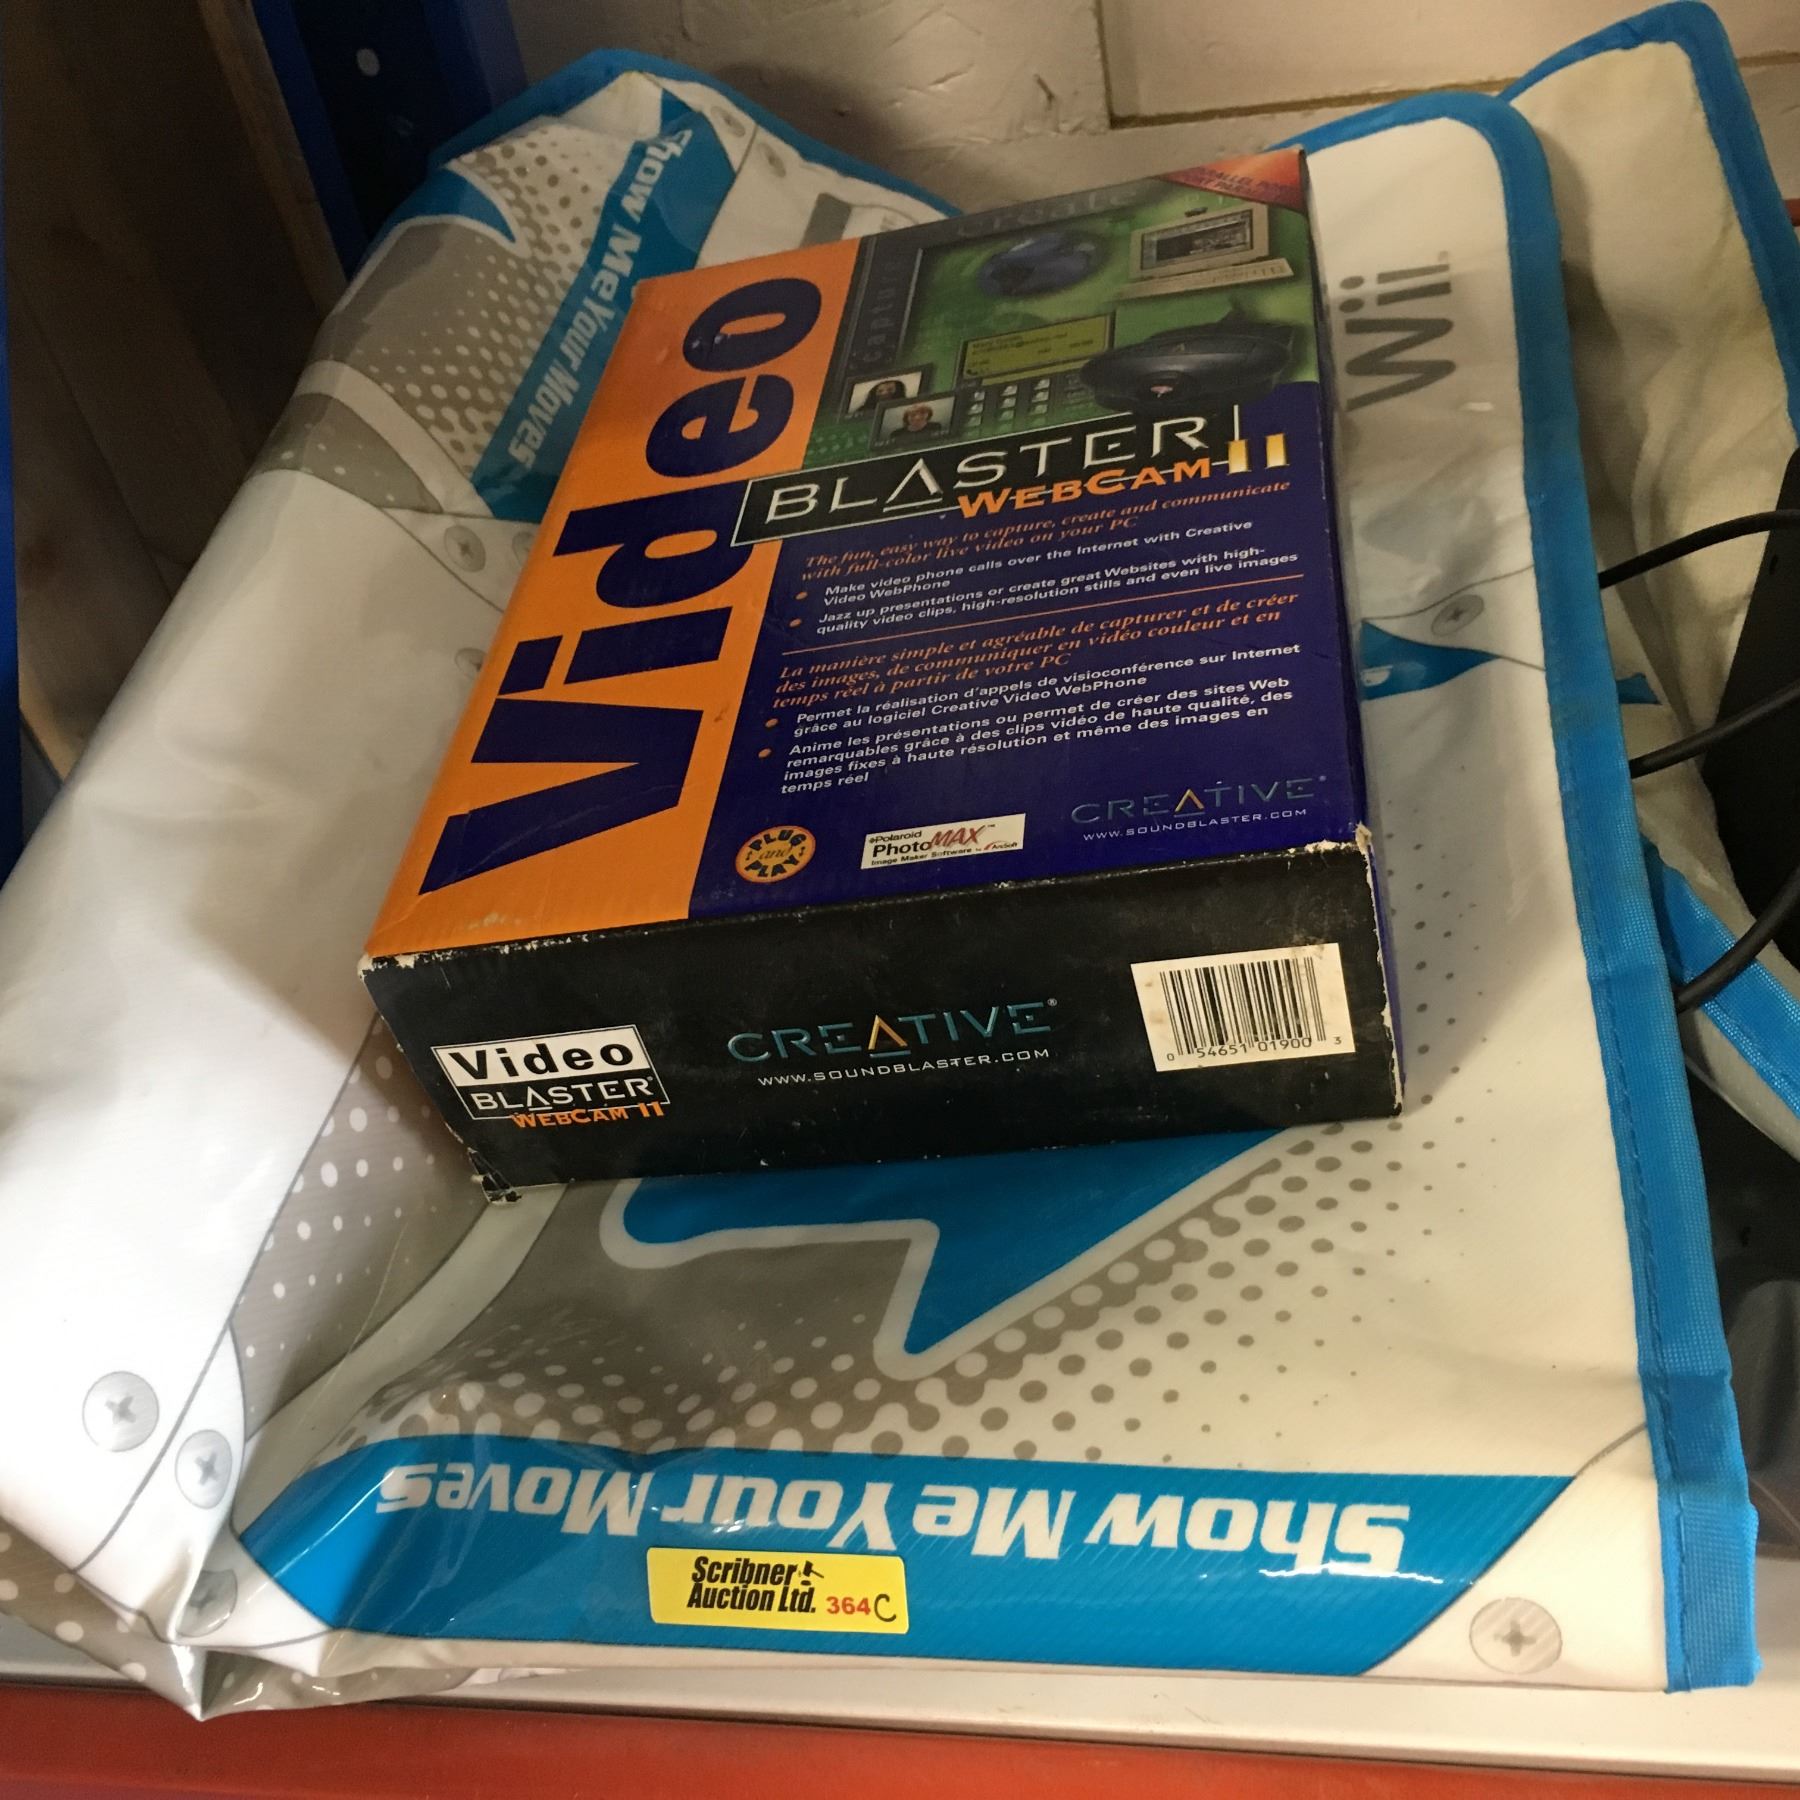 Show Me Your Moves
Wii
Video
Create
Capture
BLASTER
WEBCAM II
The fun, easy way to capture, create and communicate
with full-color live video on your PC
• Make video phone calls over the Internet with Creative
Video WebPhone
• Jazz up presentations or create great Websites with high-
quality video clips, high-resolution stills and even live images
La manière simple et agréable de capturer et de créer
des images, de communiquer en vidéo couleur et en
temps réel à partir de votre PC
• Permet la réalisation d'appels de visioconférence sur Internet
grâce au logiciel Creative Video WebPhone
• Anime les présentations ou permet de créer des sites Web
remarquables grâce à des clips vidéo de haute qualité, des
images fixes à haute résolution et même des images en
temps réel
PLUG and PLAY
Polaroid
PhotoMAX™
Image Maker Software by ArcSoft
CREATIVE®
WWW.SOUNDBLASTER.COM
Video
BLASTER®
WEBCAM II
CREATIVE®
WWW.SOUNDBLASTER.COM
0 54651 01900 3
Show Me Your Moves
Scribner
Auction Ltd. 364C